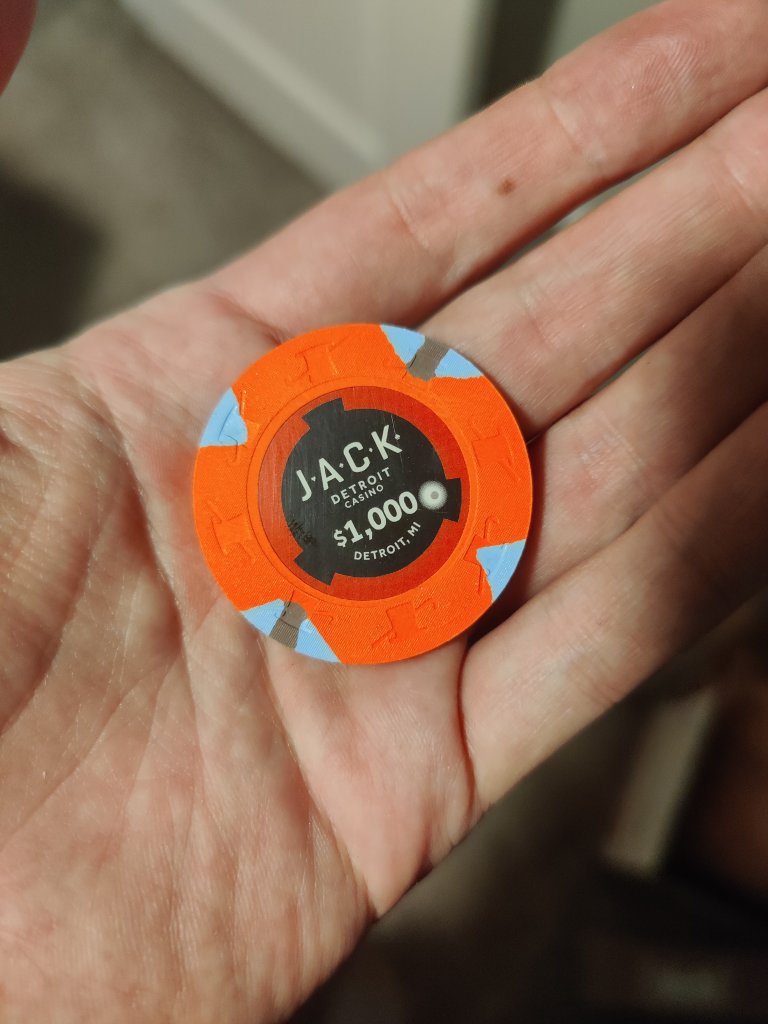 J·A·C·K·
DETROIT
CASINO
$1,000
DETROIT, MI